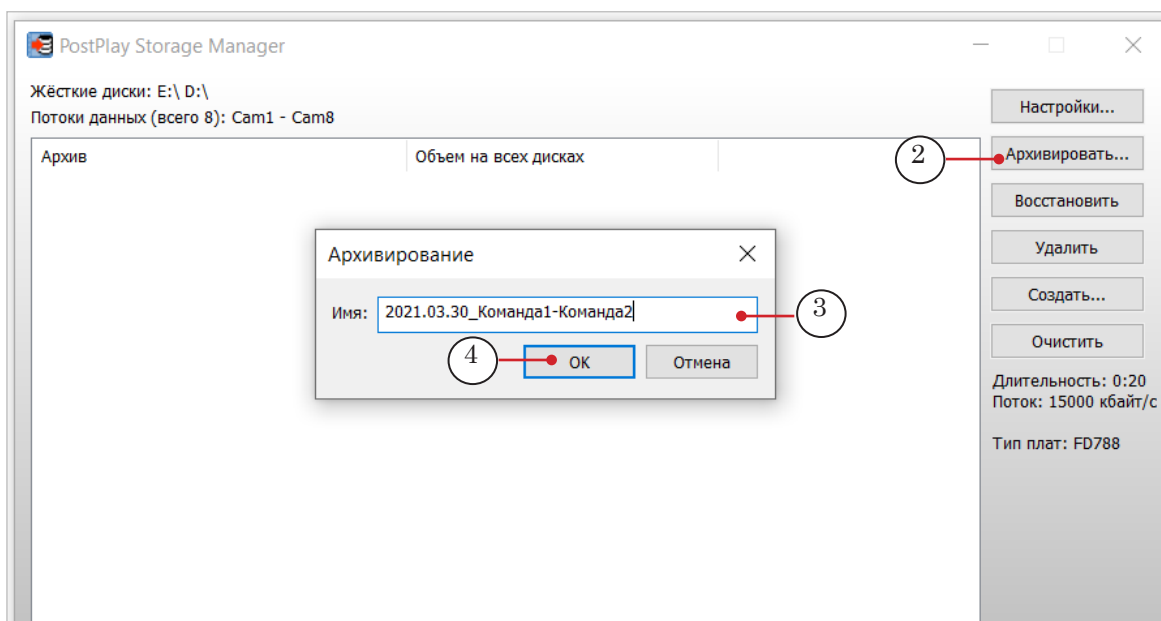 PostPlay Storage Manager
Жёсткие диски: E:\ D:\
Потоки данных (всего 8): Cam1 - Cam8
Архив
Объем на всех дисках
Настройки...
2
Архивировать...
Восстановить
Удалить
Создать...
Очистить
Длительность: 0:20
Поток: 15000 кбайт/с
Тип плат: FD788
Архивирование
Имя:
2021.03.30_Команда1-Команда2
3
4
ОК
Отмена